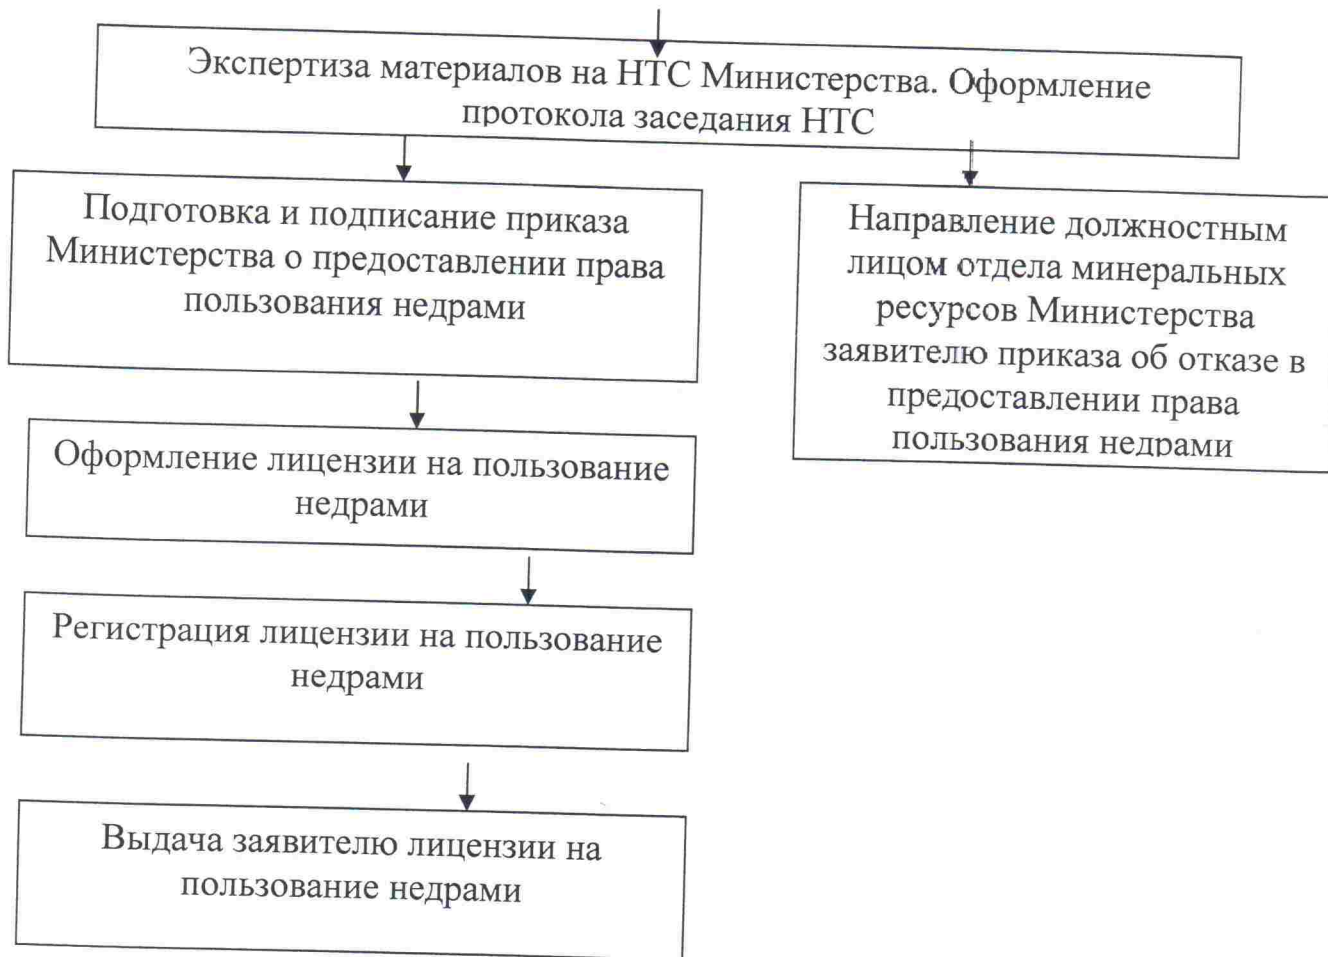 Экспертиза материалов на НТС Министерства. Оформление
протокола заседания НТС
Подготовка и подписание приказа
Министерства о предоставлении права
пользования недрами
Направление должностным
лицом отдела минеральных
ресурсов Министерства
заявителю приказа об отказе в
предоставлении права
пользования недрами
Оформление лицензии на пользование
недрами
Регистрация лицензии на пользование
недрами
Выдача заявителю лицензии на
пользование недрами